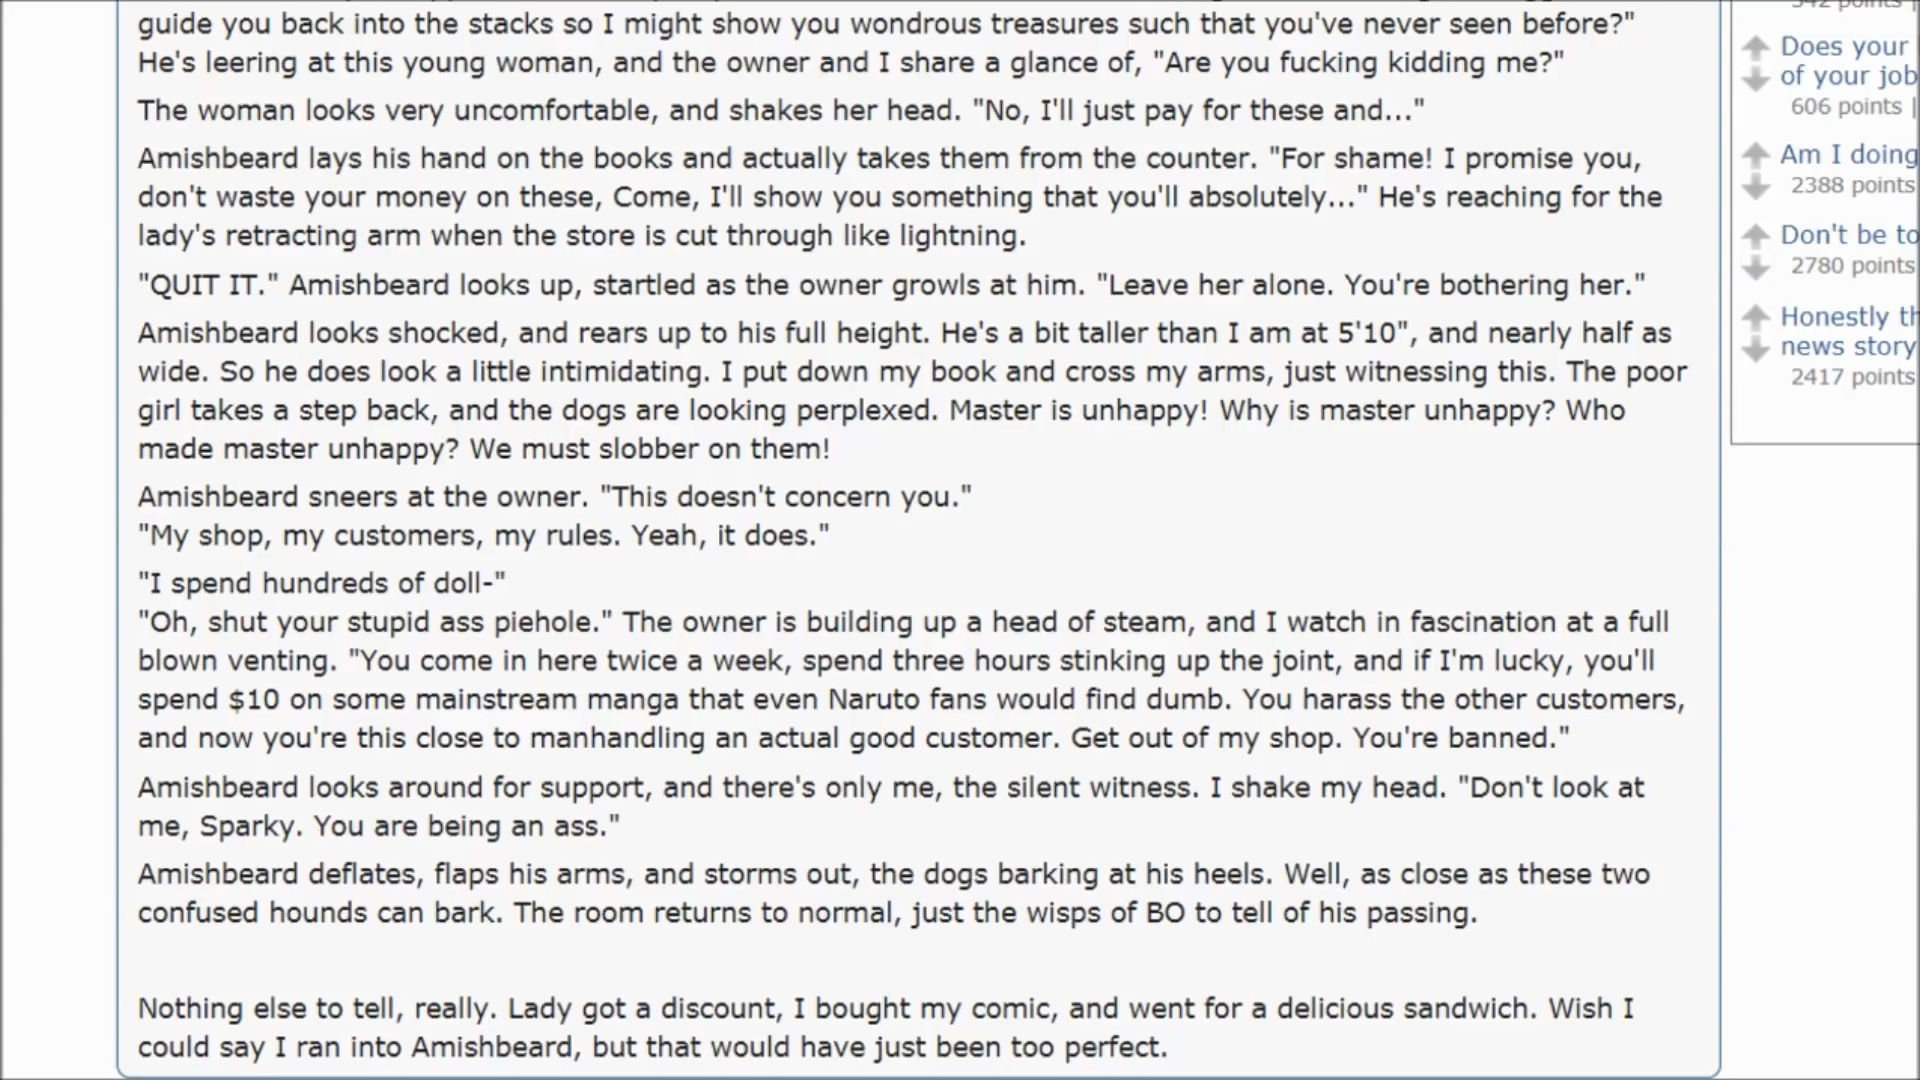 guide you back into the stacks so I might show you wondrous treasures such that you've never seen before?"
He's leering at this young woman, and the owner and I share a glance of, "Are you fucking kidding me?"
The woman looks very uncomfortable, and shakes her head. "No, I'll just pay for these and..."
Amishbeard lays his hand on the books and actually takes them from the counter. "For shame! I promise you,
don't waste your money on these, Come, I'll show you something that you'll absolutely..." He's reaching for the
lady's retracting arm when the store is cut through like lightning.
"QUIT IT." Amishbeard looks up, startled as the owner growls at him. "Leave her alone. You're bothering her."
Amishbeard looks shocked, and rears up to his full height. He's a bit taller than I am at 5'10", and nearly half as
wide. So he does look a little intimidating. I put down my book and cross my arms, just witnessing this. The poor
girl takes a step back, and the dogs are looking perplexed. Master is unhappy! Why is master unhappy? Who
made master unhappy? We must slobber on them!
Amishbeard sneers at the owner. "This doesn't concern you."
"My shop, my customers, my rules. Yeah, it does."
"I spend hundreds of doll-"
"Oh, shut your stupid ass piehole." The owner is building up a head of steam, and I watch in fascination at a full
blown venting. "You come in here twice a week, spend three hours stinking up the joint, and if I'm lucky, you'll
spend $10 on some mainstream manga that even Naruto fans would find dumb. You harass the other customers,
and now you're this close to manhandling an actual good customer. Get out of my shop. You're banned."
Amishbeard looks around for support, and there's only me, the silent witness. I shake my head. "Don't look at
me, Sparky. You are being an ass."
Amishbeard deflates, flaps his arms, and storms out, the dogs barking at his heels. Well, as close as these two
confused hounds can bark. The room returns to normal, just the wisps of BO to tell of his passing.
Nothing else to tell, really. Lady got a discount, I bought my comic, and went for a delicious sandwich. Wish I
could say I ran into Amishbeard, but that would have just been too perfect.
Does your
of your job
606 points |
Am I doing
2388 points
Don't be to
2780 points
Honestly th
news story
2417 points